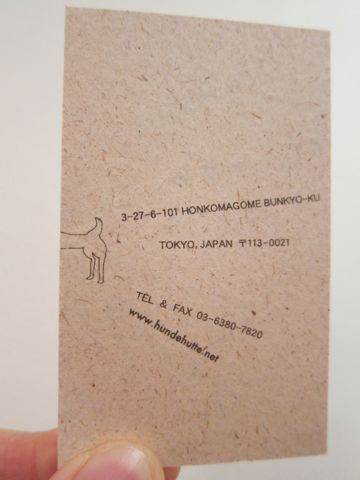 3-27-6-101 HONKOMAGOME BUNKYO-KU
TOKYO, JAPAN 〒113-0021
TEL & FAX 03-6380-7820
www.hundehutte.net